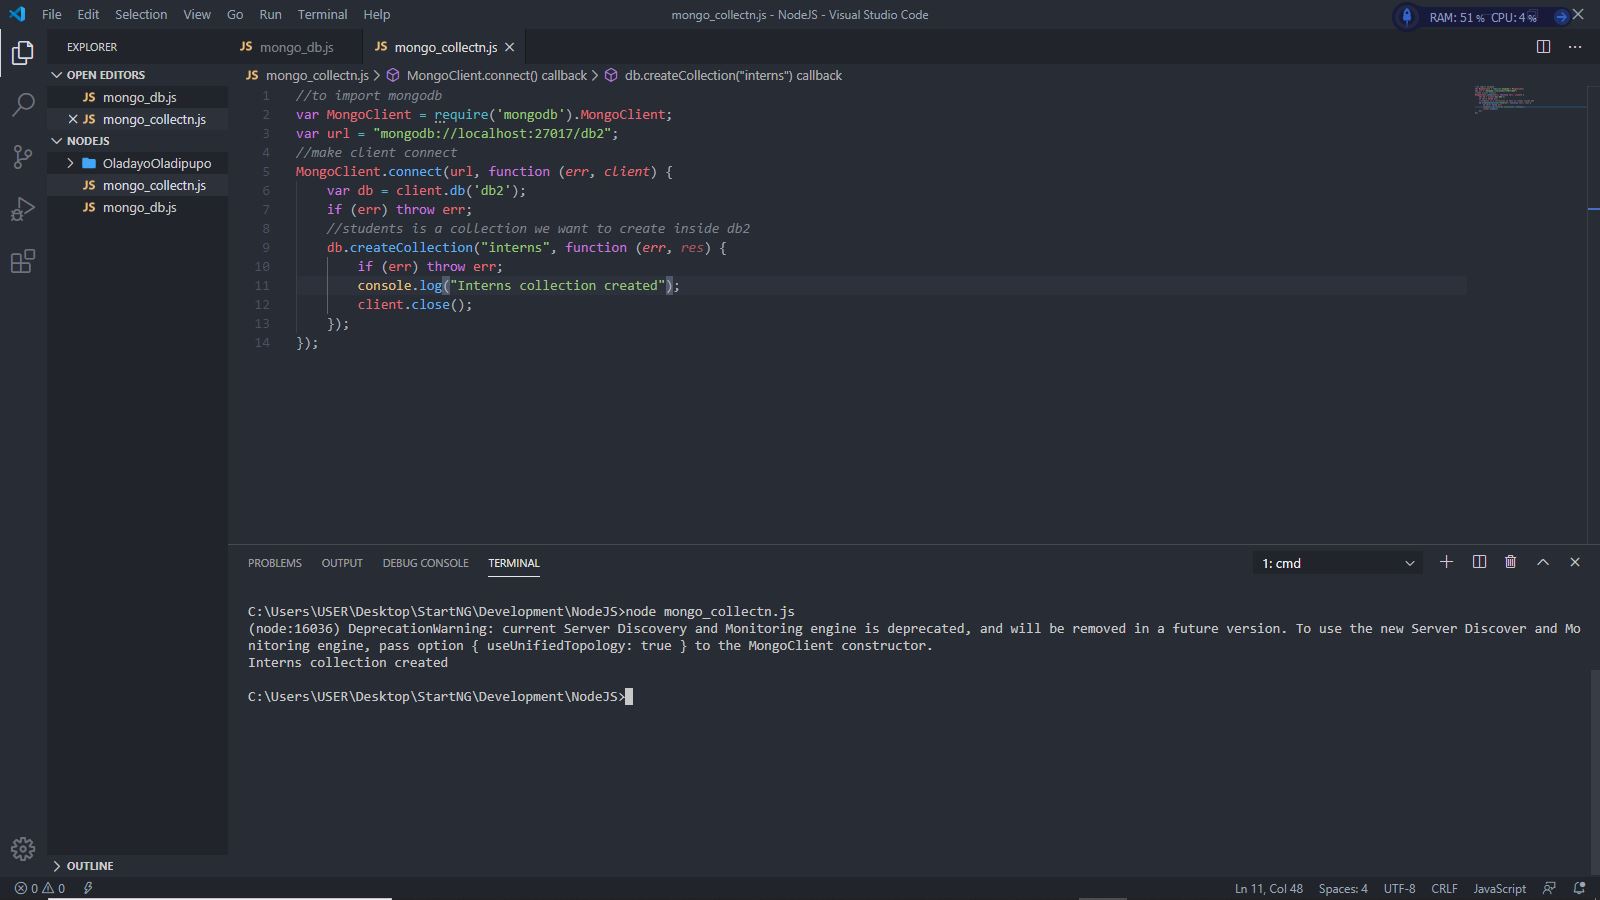 File Edit Selection View Go Run Terminal Help
mongo_collectn.js - NodeJS - Visual Studio Code
RAM: 51 % CPU: 4 %
EXPLORER
OPEN EDITORS
JS mongo_db.js
JS mongo_collectn.js
NODEJS
OladayoOladipupo
JS mongo_collectn.js
JS mongo_db.js
OUTLINE
JS mongo_db.js JS mongo_collectn.js
JS mongo_collectn.js > MongoClient.connect() callback > db.createCollection("interns") callback
1 //to import mongodb
2 var MongoClient = require('mongodb').MongoClient;
3 var url = "mongodb://localhost:27017/db2";
4 //make client connect
5 MongoClient.connect(url, function (err, client) {
6     var db = client.db('db2');
7     if (err) throw err;
8     //students is a collection we want to create inside db2
9     db.createCollection("interns", function (err, res) {
10         if (err) throw err;
11         console.log("Interns collection created");
12         client.close();
13     });
14 });
PROBLEMS OUTPUT DEBUG CONSOLE TERMINAL
1: cmd
C:\Users\USER\Desktop\StartNG\Development\NodeJS>node mongo_collectn.js
(node:16036) DeprecationWarning: current Server Discovery and Monitoring engine is deprecated, and will be removed in a future version. To use the new Server Discover and Mo
nitoring engine, pass option { useUnifiedTopology: true } to the MongoClient constructor.
Interns collection created
C:\Users\USER\Desktop\StartNG\Development\NodeJS>
0 0
Ln 11, Col 48 Spaces: 4 UTF-8 CRLF JavaScript